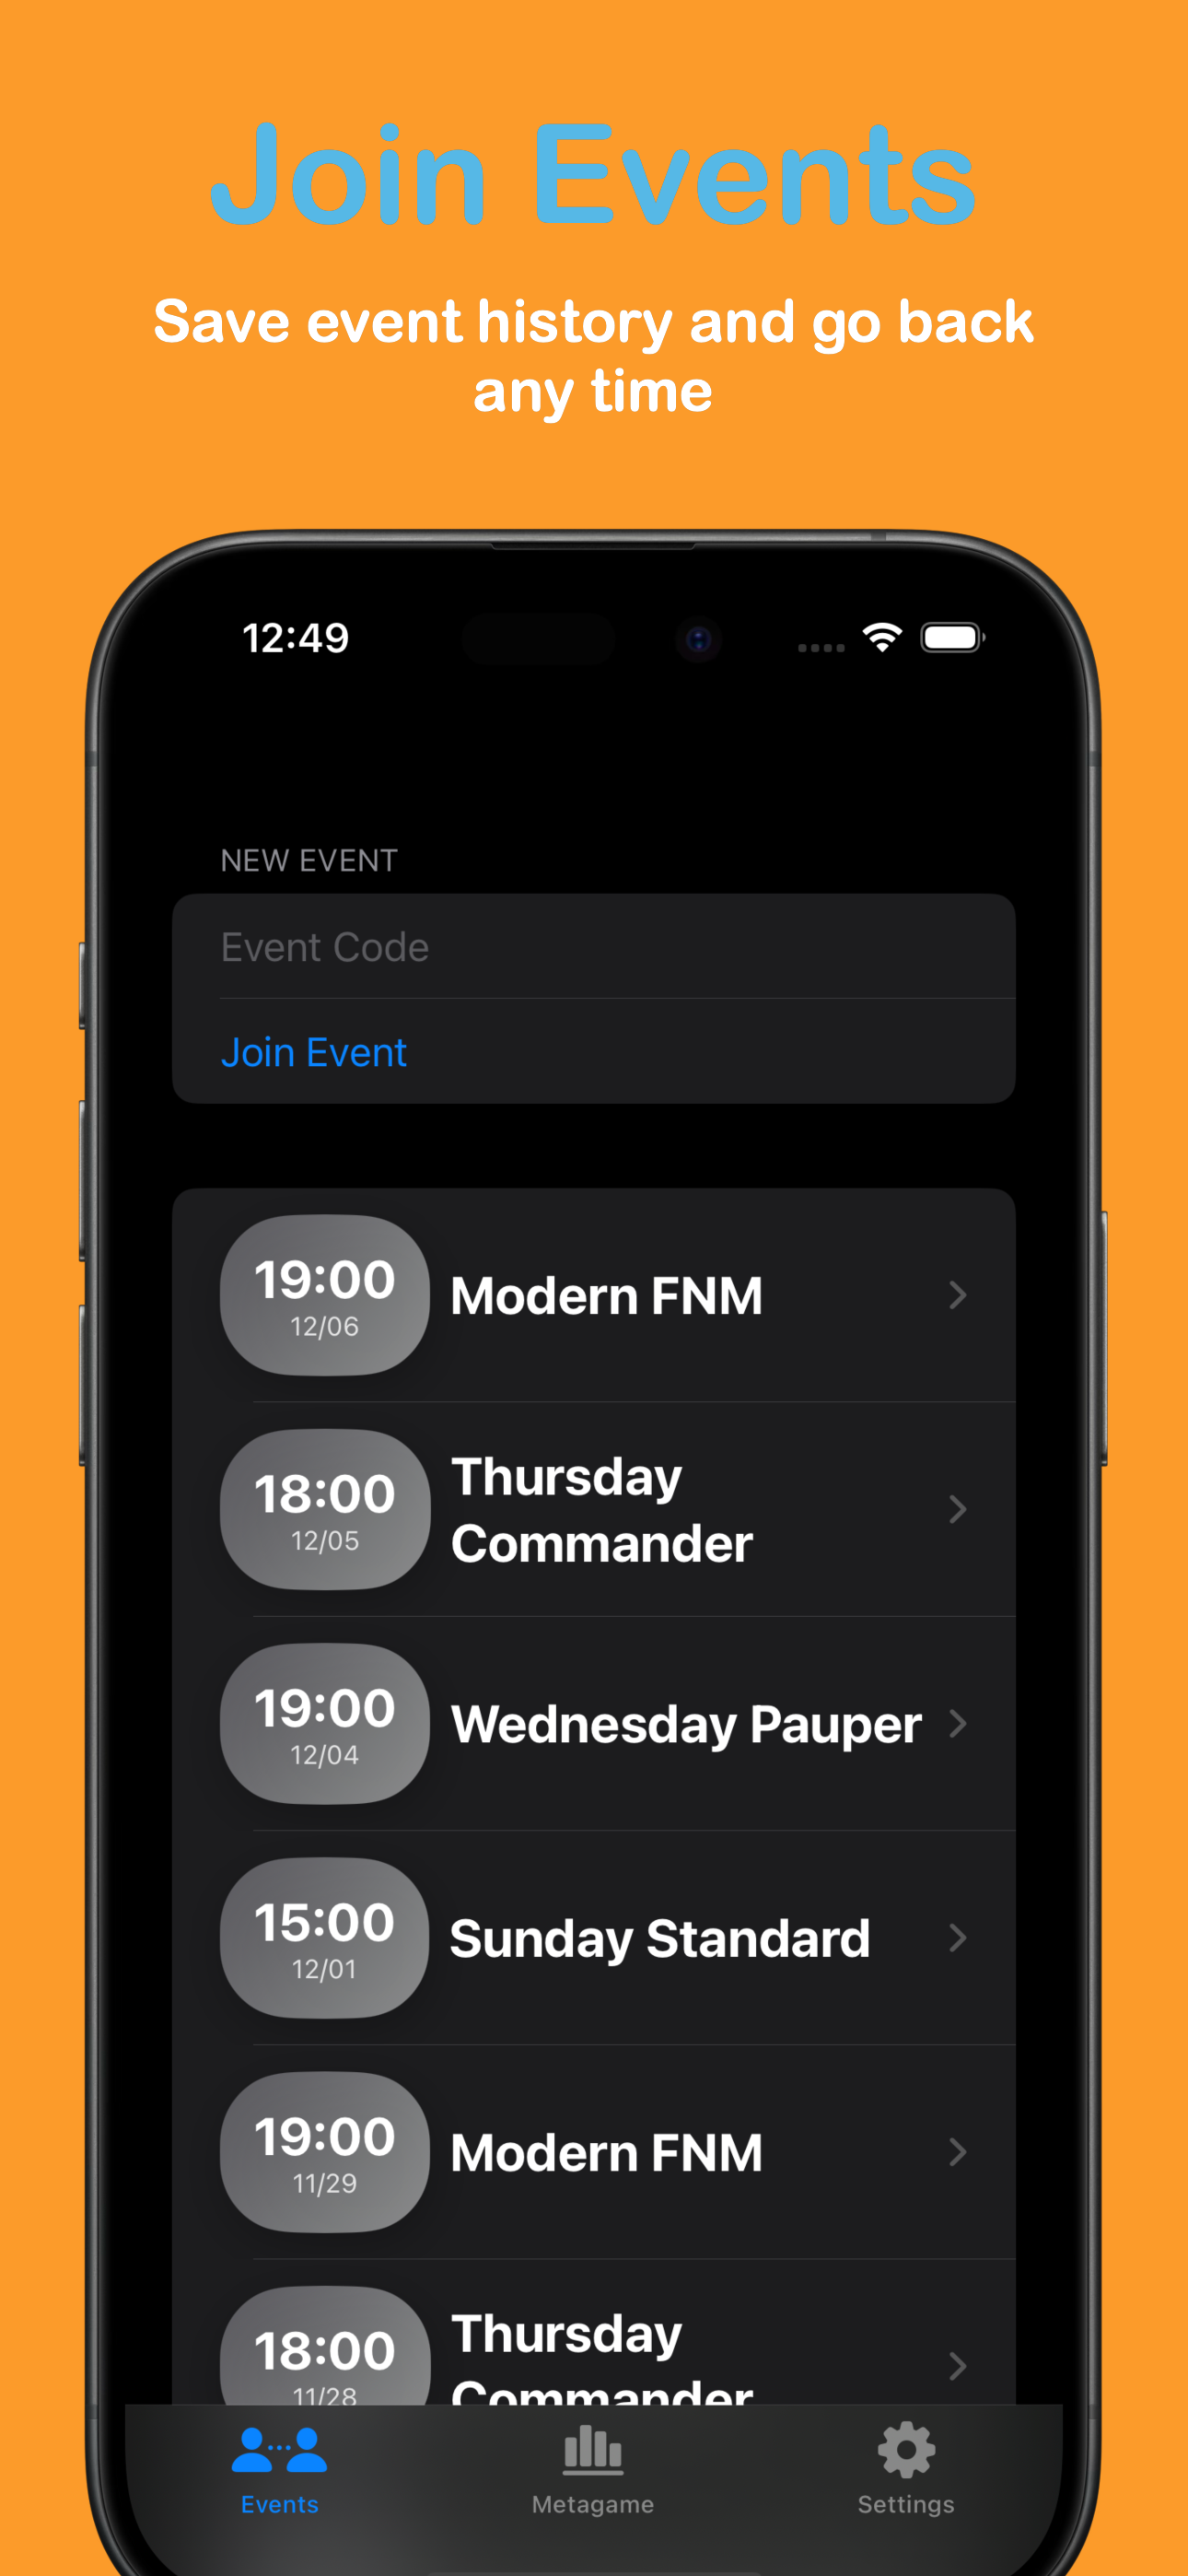 Join Events
Save event history and go back
any time
12:49
NEW EVENT
Event Code
Join Event
19:00
12/06
Modern FNM
18:00
12/05
Thursday
Commander
19:00
12/04
Wednesday Pauper
15:00
12/01
Sunday Standard
19:00
11/29
Modern FNM
18:00
11/28
Thursday
Commander
Events
Metagame
Settings